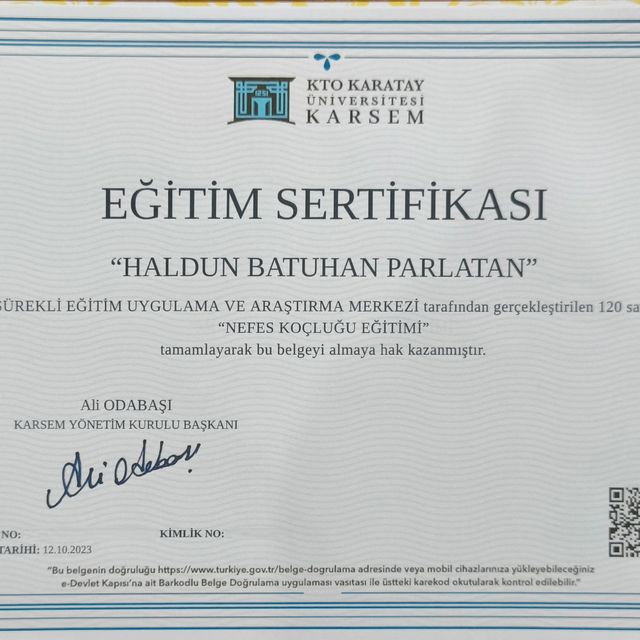 1251
KTO KARATAY
ÜNİVERSİTESİ
KARSEM
EĞİTİM SERTİFİKASI
“HALDUN BATUHAN PARLATAN”
SÜREKLİ EĞİTİM UYGULAMA VE ARAŞTIRMA MERKEZİ tarafından gerçekleştirilen 120
“NEFES KOÇLUĞU EĞİTİMİ”
tamamlayarak bu belgeyi almaya hak kazanmıştır.
Ali ODABAŞI
KARSEM YÖNETİM KURULU BAŞKANI
Ali Odabaşı
NO:
KİMLİK NO:
TARİHİ: 12.10.2023
"Bu belgenin doğruluğu https://www.turkiye.gov.tr/belge-dogrulama adresinde veya mobil cihazlarınıza yükleyebileceğiniz
e-Devlet Kapısı'na ait Barkodlu Belge Doğrulama uygulaması vasıtası ile üstteki karekod okutularak kontrol edilebilir."